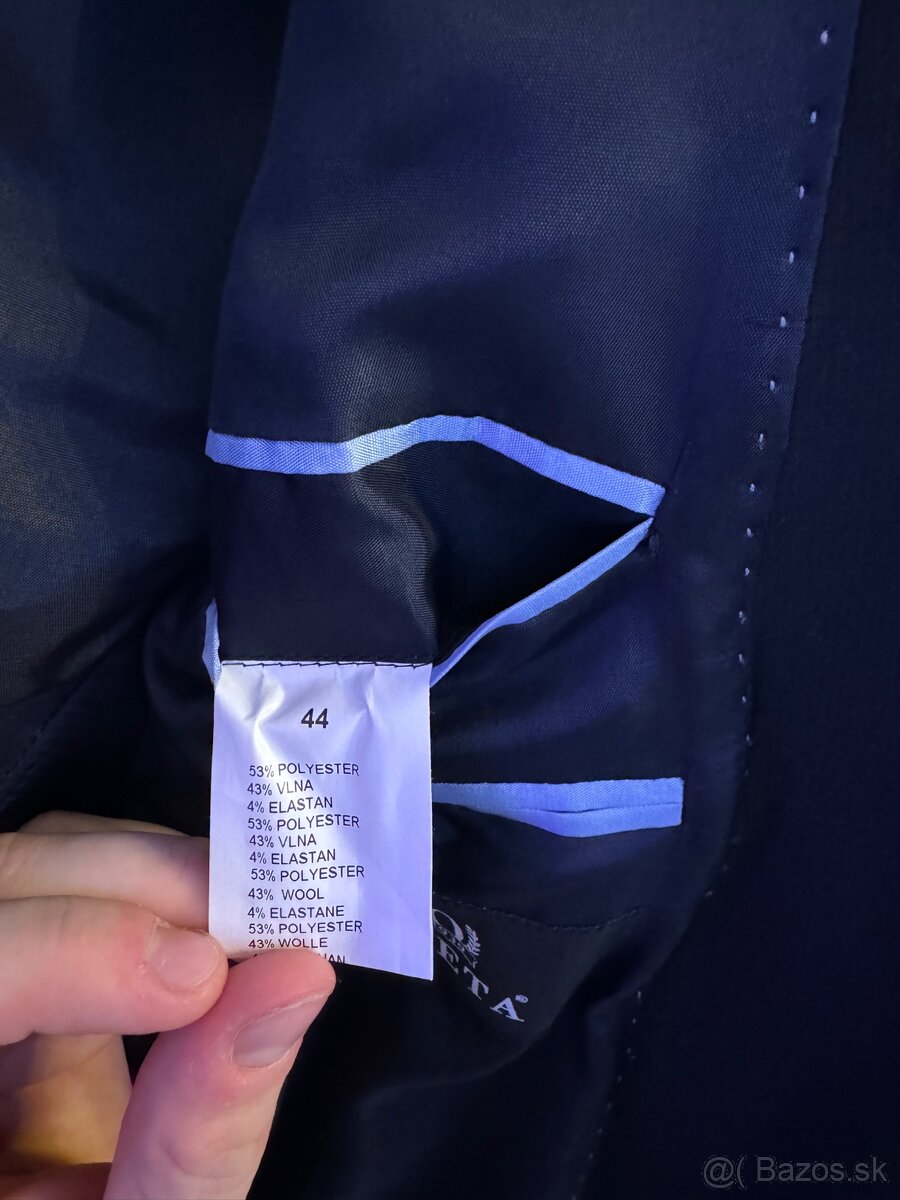 44
53% POLYESTER
43% VLNA
4% ELASTAN
53% POLYESTER
43% VLNA
4% ELASTAN
53% POLYESTER
43% WOOL
4% ELASTANE
53% POLYESTER
43% WOLLE
ETA®
@( Bazos.sk